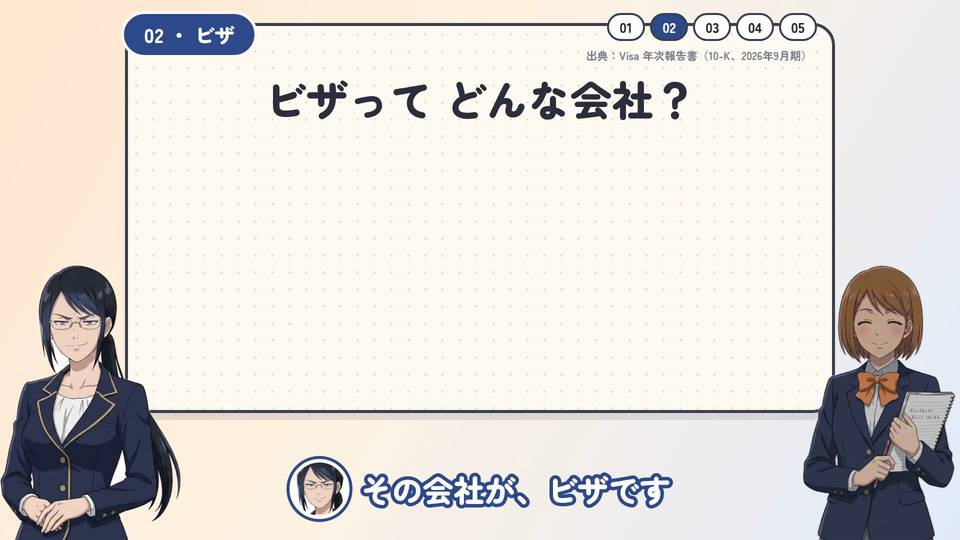 02 ・ ビザ
01 02 03 04 05
出典：Visa 年次報告書（10-K、2026年9月期）
ビザって どんな会社？
その会社が、ビザです